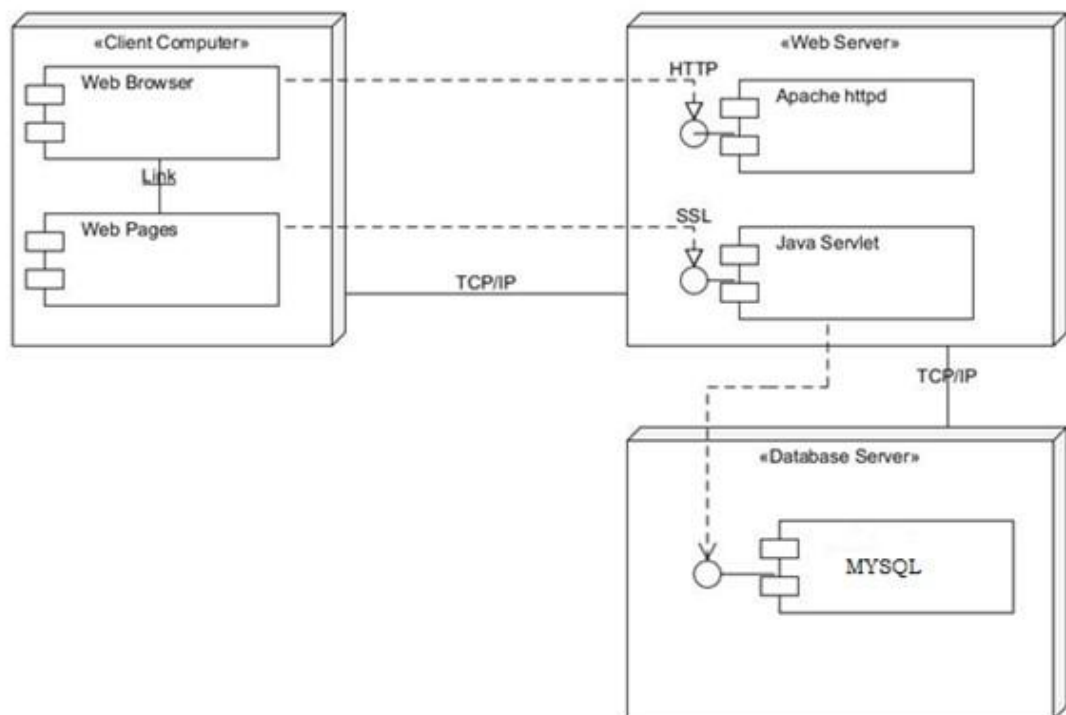 «Client Computer»
Web Browser
Link
Web Pages
TCP/IP
«Web Server»
HTTP
Apache httpd
SSL
Java Servlet
TCP/IP
«Database Server»
MYSQL